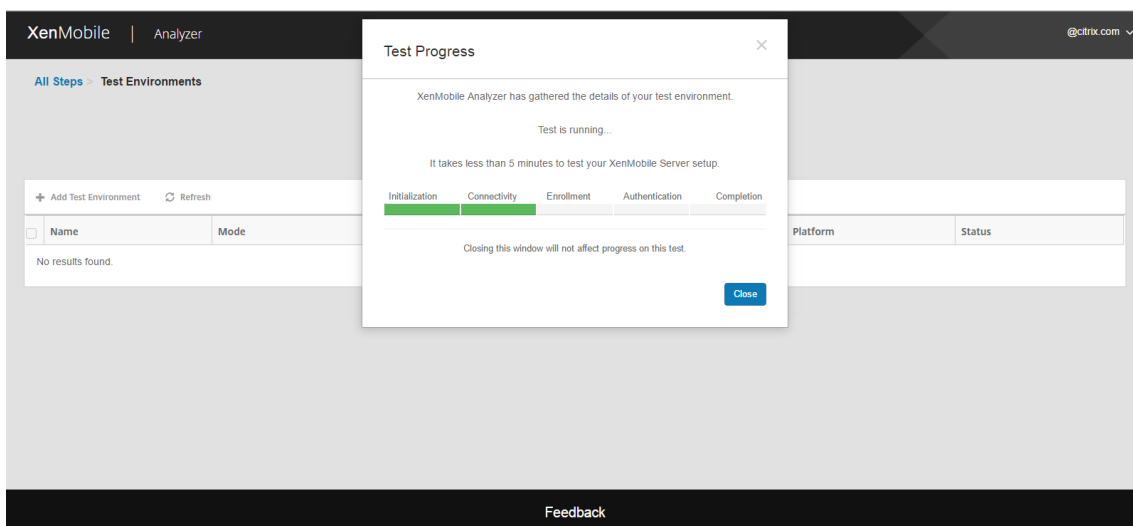 XenMobile | Analyzer
@citrix.com
All Steps > Test Environments
Test Progress
XenMobile Analyzer has gathered the details of your test environment.
Test is running...
It takes less than 5 minutes to test your XenMobile Server setup.
Initialization Connectivity Enrollment Authentication Completion
Closing this window will not affect progress on this test.
Close
Add Test Environment Refresh
Name Mode Platform Status
No results found.
Feedback